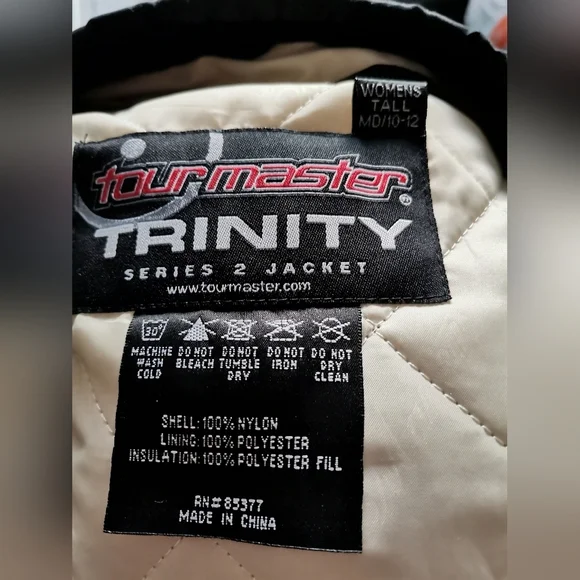 WOMENS
TALL
MD/10-12
tourmaster®
TRINITY
SERIES 2 JACKET
www.tourmaster.com
30°
MACHINE WASH COLD
DO NOT BLEACH
DO NOT TUMBLE DRY
DO NOT IRON
DO NOT DRY CLEAN
SHELL:100% NYLON
LINING:100% POLYESTER
INSULATION:100% POLYESTER FILL
RN#85377
MADE IN CHINA